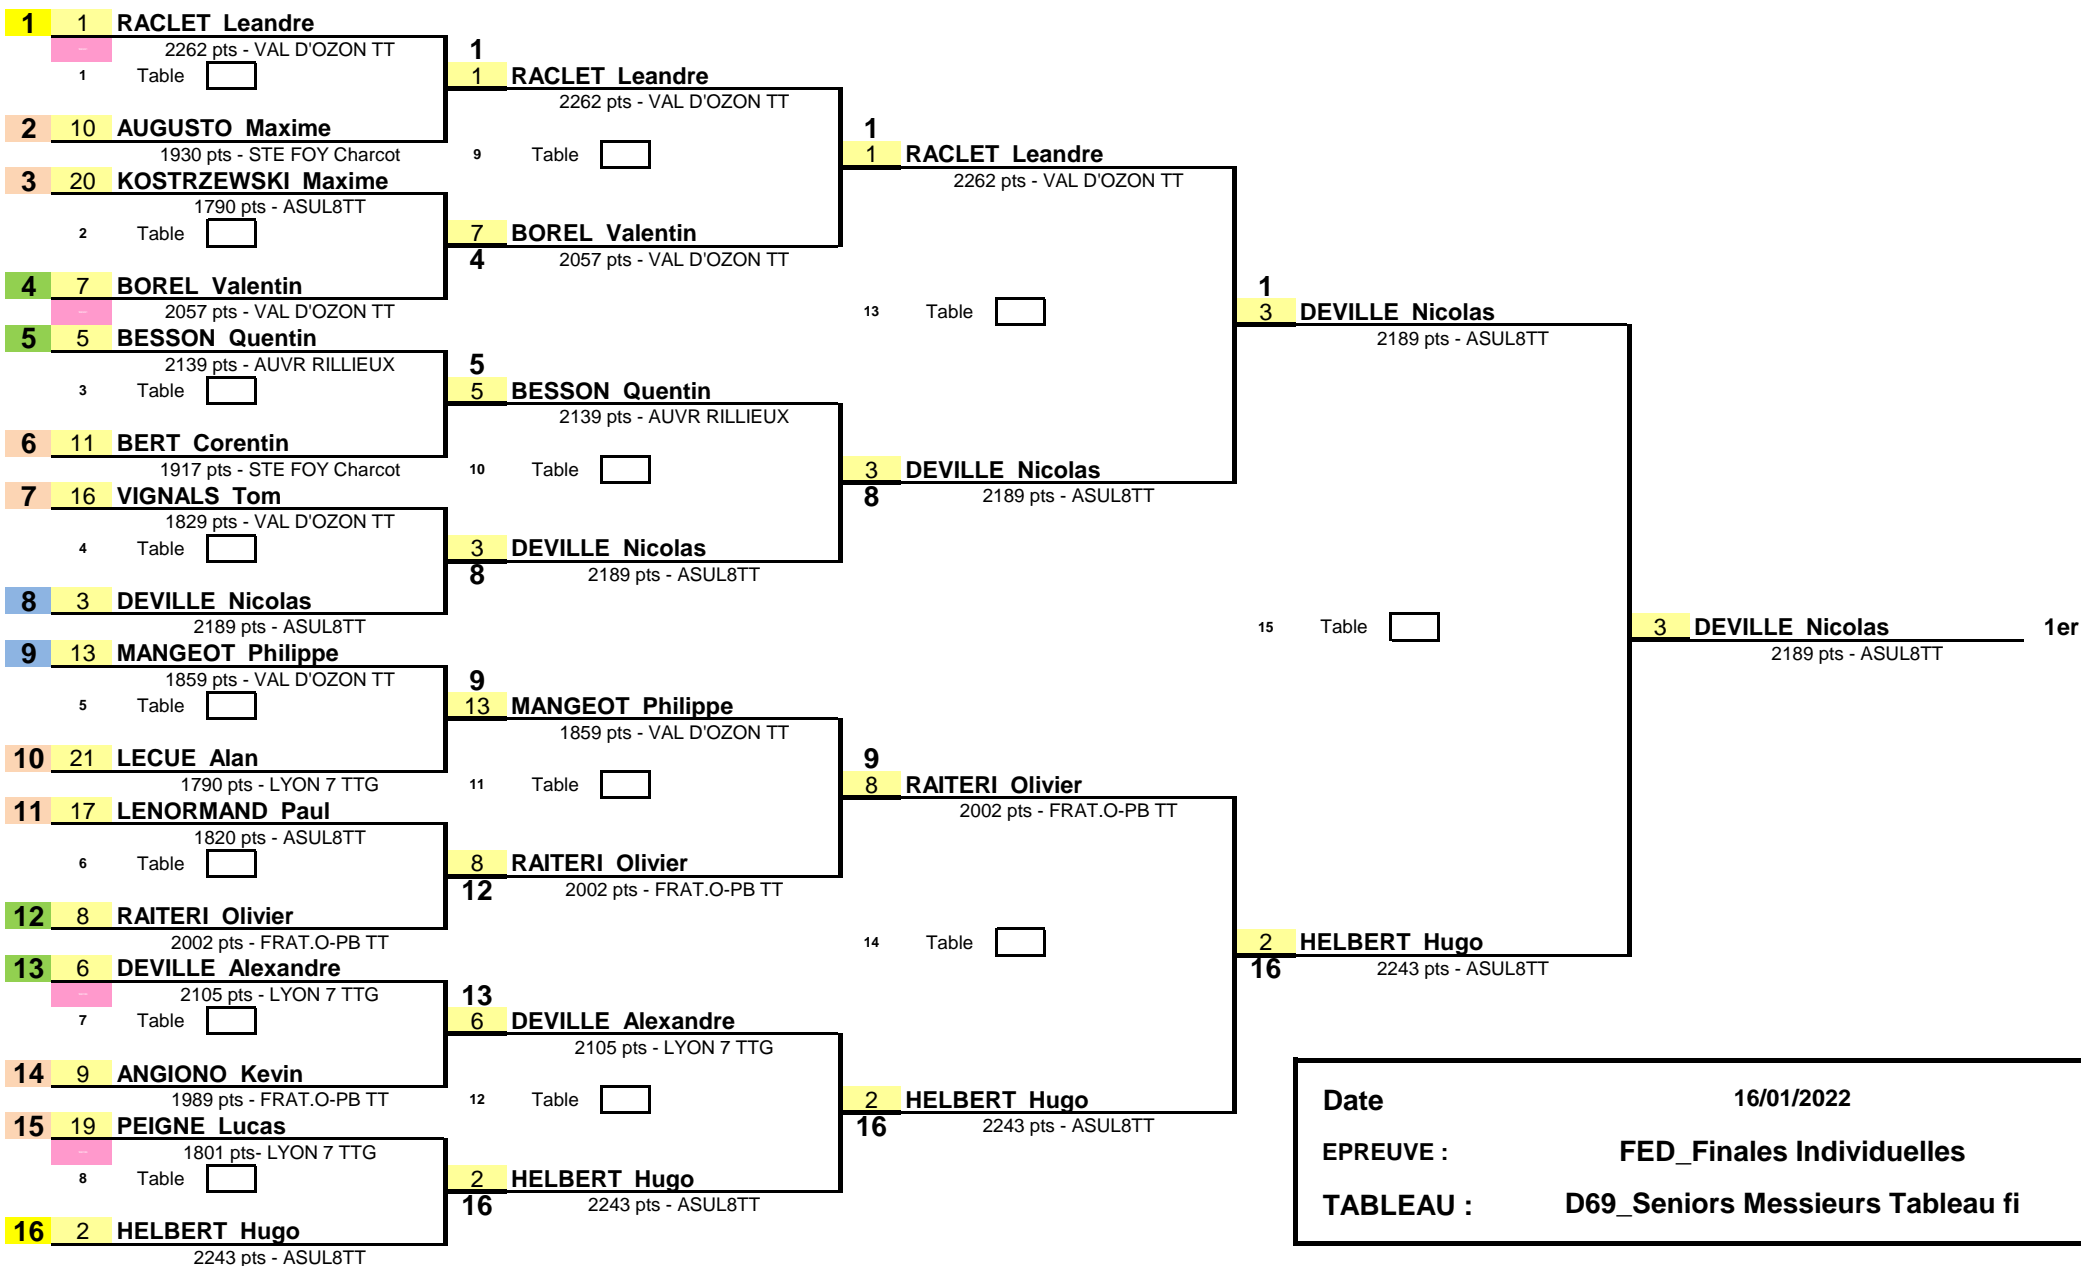 1 1 RACLET Leandre
2262 pts - VAL D'OZON TT
1 Table
2 10 AUGUSTO Maxime
1930 pts - STE FOY Charcot
3 20 KOSTRZEWSKI Maxime
1790 pts - ASUL8TT
2 Table
4 7 BOREL Valentin
2057 pts - VAL D'OZON TT
5 5 BESSON Quentin
2139 pts - AUVR RILLIEUX
3 Table
6 11 BERT Corentin
1917 pts - STE FOY Charcot
7 16 VIGNALS Tom
1829 pts - VAL D'OZON TT
4 Table
8 3 DEVILLE Nicolas
2189 pts - ASUL8TT
9 13 MANGEOT Philippe
1859 pts - VAL D'OZON TT
5 Table
10 21 LECUE Alan
1790 pts - LYON 7 TTG
11 17 LENORMAND Paul
1820 pts - ASUL8TT
6 Table
12 8 RAITERI Olivier
2002 pts - FRAT.O-PB TT
13 6 DEVILLE Alexandre
2105 pts - LYON 7 TTG
7 Table
14 9 ANGIONO Kevin
1989 pts - FRAT.O-PB TT
15 19 PEIGNE Lucas
1801 pts- LYON 7 TTG
8 Table
16 2 HELBERT Hugo
2243 pts - ASUL8TT
1
1 RACLET Leandre
2262 pts - VAL D'OZON TT
9 Table
7 BOREL Valentin
4 2057 pts - VAL D'OZON TT
5
5 BESSON Quentin
2139 pts - AUVR RILLIEUX
10 Table
3 DEVILLE Nicolas
8 2189 pts - ASUL8TT
9
13 MANGEOT Philippe
1859 pts - VAL D'OZON TT
11 Table
8 RAITERI Olivier
12 2002 pts - FRAT.O-PB TT
13
6 DEVILLE Alexandre
2105 pts - LYON 7 TTG
12 Table
2 HELBERT Hugo
16 2243 pts - ASUL8TT
1
1 RACLET Leandre
2262 pts - VAL D'OZON TT
13 Table
3 DEVILLE Nicolas
8 2189 pts - ASUL8TT
9
8 RAITERI Olivier
2002 pts - FRAT.O-PB TT
14 Table
2 HELBERT Hugo
16 2243 pts - ASUL8TT
1
3 DEVILLE Nicolas
2189 pts - ASUL8TT
15 Table
2 HELBERT Hugo
16 2243 pts - ASUL8TT
3 DEVILLE Nicolas 1er
2189 pts - ASUL8TT
Date 16/01/2022
EPREUVE : FED_Finales Individuelles
TABLEAU : D69_Seniors Messieurs Tableau fi